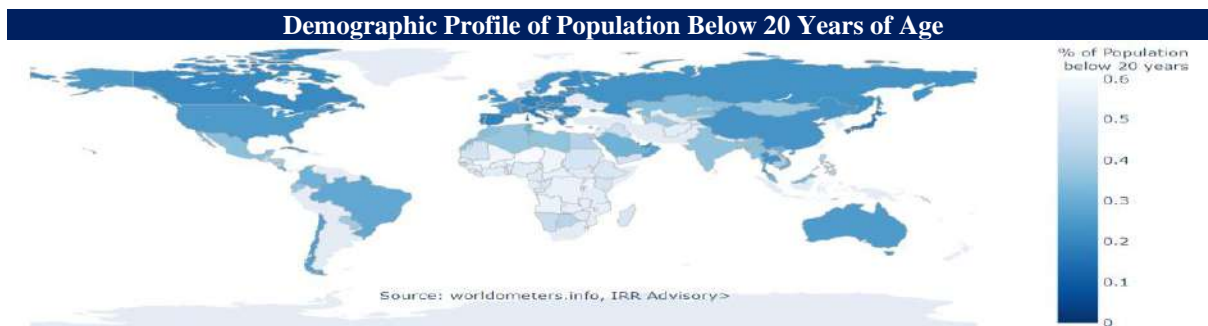 Demographic Profile of Population Below 20 Years of Age
% of Population
below 20 years
0.6
0.5
0.4
0.3
0.2
0.1
0
Source: worldometers.info, IRR Advisory>